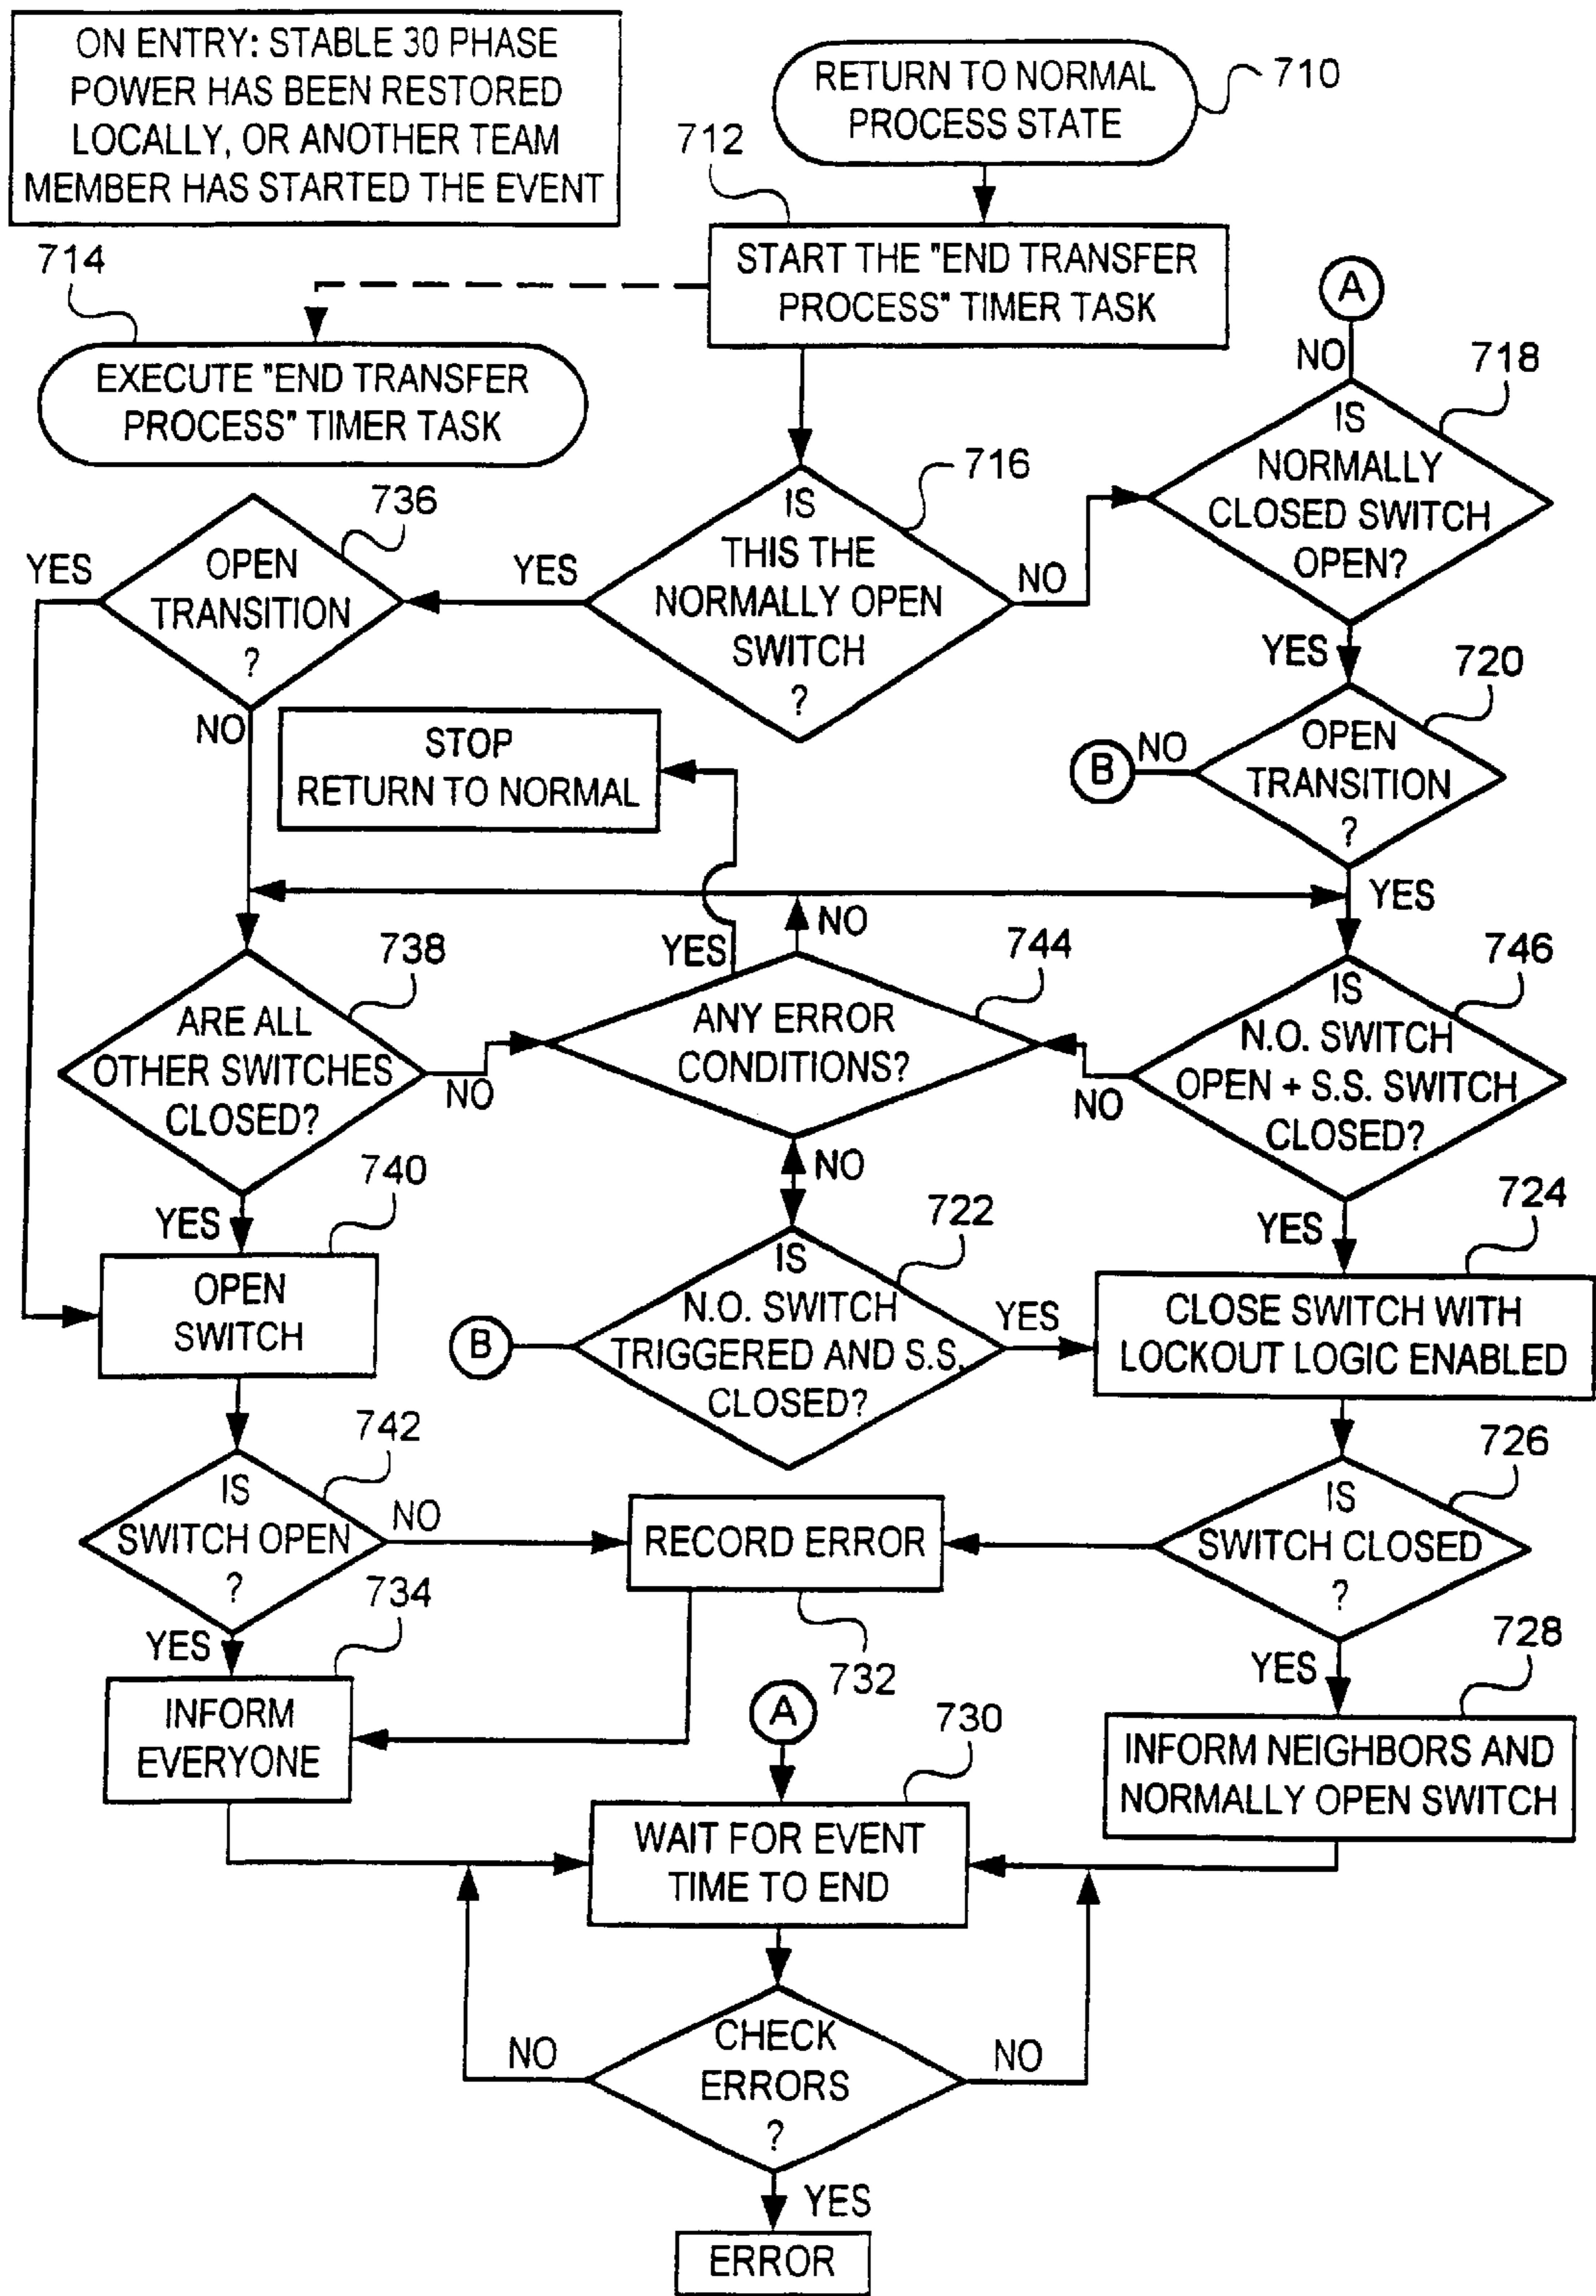 ON ENTRY: STABLE 30 PHASE
POWER HAS BEEN RESTORED
LOCALLY, OR ANOTHER TEAM
MEMBER HAS STARTED THE EVENT
RETURN TO NORMAL
PROCESS STATE
710
712
START THE "END TRANSFER
PROCESS" TIMER TASK
714
EXECUTE "END TRANSFER
PROCESS" TIMER TASK
A
NO
718
IS
NORMALLY
CLOSED SWITCH
OPEN?
716
IS
THIS THE
NORMALLY OPEN
SWITCH
?
YES
NO
736
OPEN
TRANSITION
?
YES
NO
YES
720
OPEN
TRANSITION
?
NO
B
YES
STOP
RETURN TO NORMAL
NO
YES
744
ANY ERROR
CONDITIONS?
738
ARE ALL
OTHER SWITCHES
CLOSED?
NO
YES
746
IS
N.O. SWITCH
OPEN + S.S. SWITCH
CLOSED?
NO
YES
NO
740
OPEN
SWITCH
722
IS
N.O. SWITCH
TRIGGERED AND S.S.
CLOSED?
B
YES
724
CLOSE SWITCH WITH
LOCKOUT LOGIC ENABLED
742
IS
SWITCH OPEN
?
NO
YES
RECORD ERROR
732
726
IS
SWITCH CLOSED
?
YES
734
INFORM
EVERYONE
728
INFORM NEIGHBORS AND
NORMALLY OPEN SWITCH
A
730
WAIT FOR EVENT
TIME TO END
CHECK
ERRORS
?
NO
NO
YES
ERROR